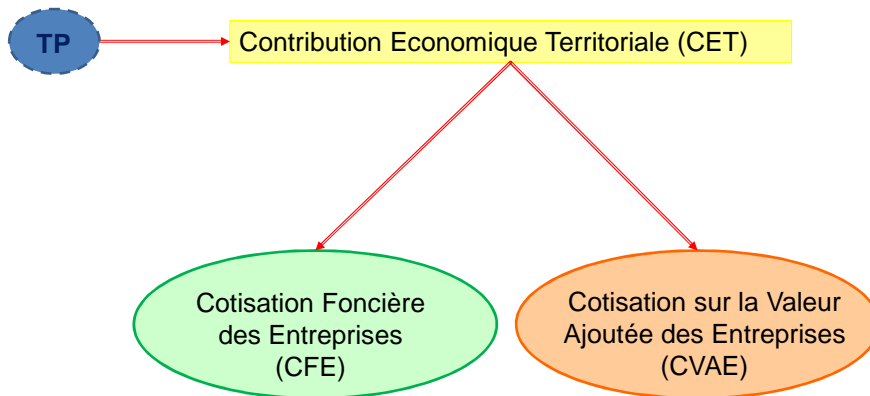 TP
Contribution Economique Territoriale (CET)
Cotisation Foncière
des Entreprises
(CFE)
Cotisation sur la Valeur
Ajoutée des Entreprises
(CVAE)